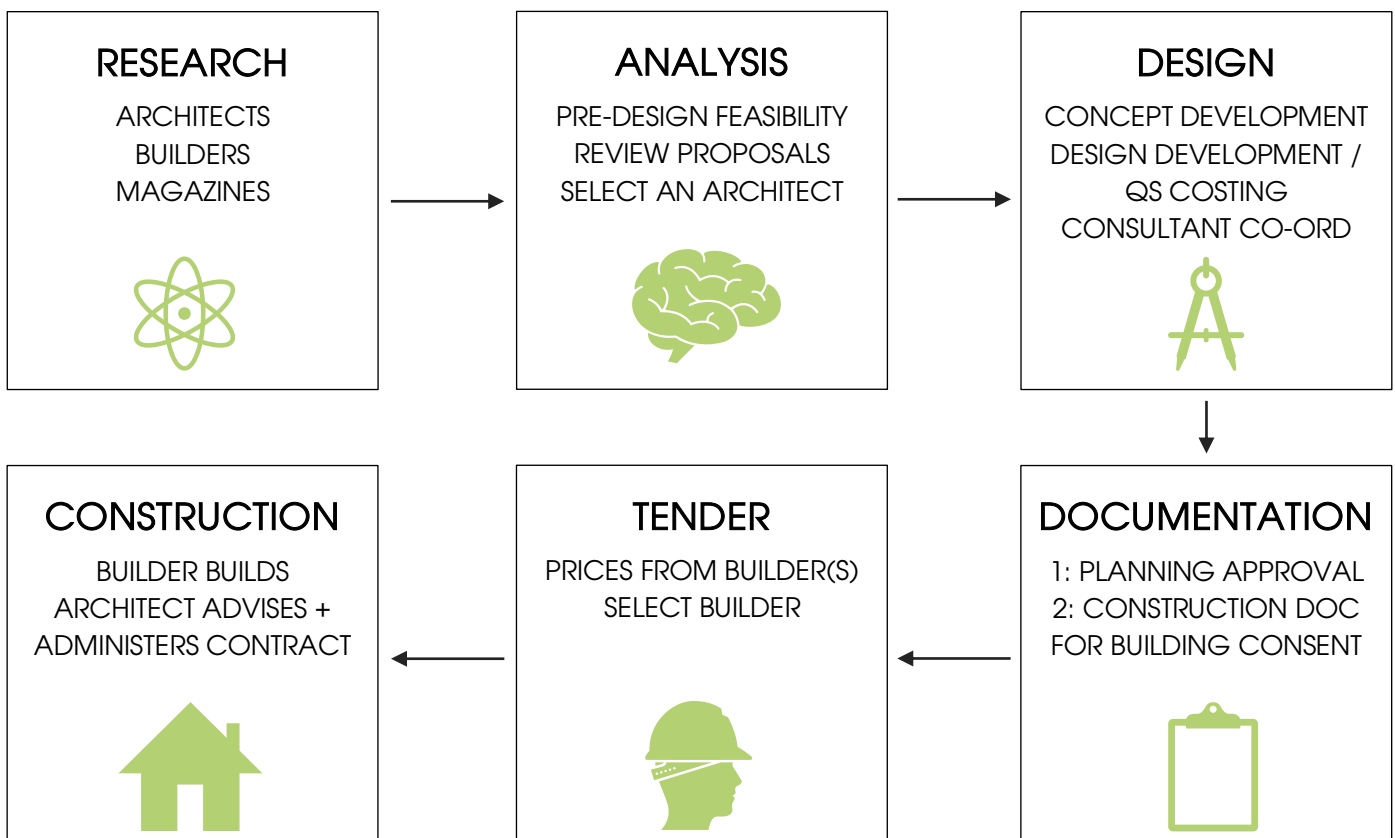 RESEARCH
ARCHITECTS
BUILDERS
MAGAZINES
ANALYSIS
PRE-DESIGN FEASIBILITY
REVIEW PROPOSALS
SELECT AN ARCHITECT
DESIGN
CONCEPT DEVELOPMENT
DESIGN DEVELOPMENT /
QS COSTING
CONSULTANT CO-ORD
DOCUMENTATION
1: PLANNING APPROVAL
2: CONSTRUCTION DOC
FOR BUILDING CONSENT
TENDER
PRICES FROM BUILDER(S)
SELECT BUILDER
CONSTRUCTION
BUILDER BUILDS
ARCHITECT ADVISES +
ADMINISTERS CONTRACT